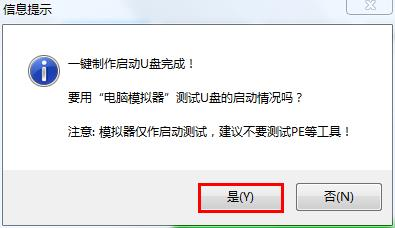 信息提示
一键制作启动U盘完成！
要用“电脑模拟器”测试U盘的启动情况吗？
注意: 模拟器仅作启动测试，建议不要测试PE等工具！
是(Y)
否(N)